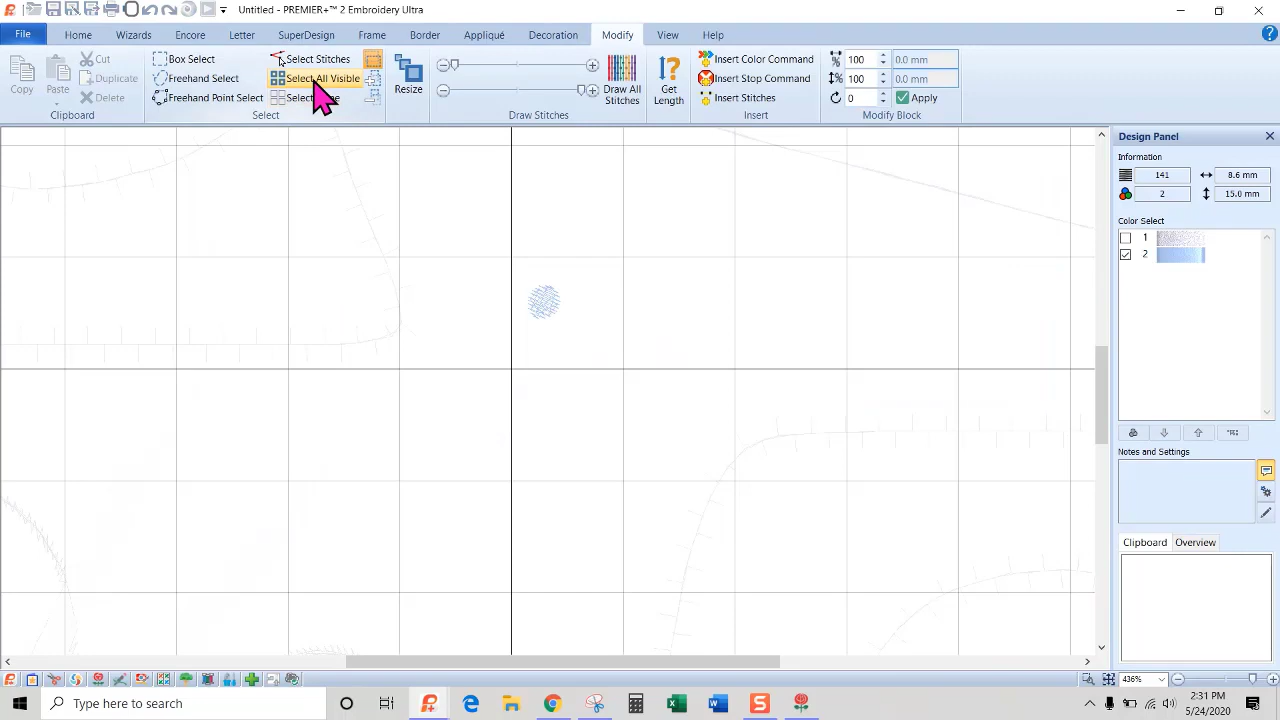 Untitled - PREMIER+™ 2 Embroidery Ultra
File Home Wizards Encore Letter SuperDesign Frame Appliqué Border Decoration Modify View Help
Copy Paste Cut Duplicate Delete
Clipboard
Box Select
Freehand Select
Freehand Point Select
Select Stitches
Select All Visible
Select
Resize
Draw All Stitches
Draw Stitches
Get Length
Insert Color Command
Insert Stop Command
Insert Stitches
Insert
100 0.0 mm
100 0.0 mm
0 Apply
Modify Block
Design Panel
Information
141 8.6 mm
2 15.0 mm
Color Select
1
2
Notes and Settings
Clipboard Overview
436%
Type here to search
2:31 PM
5/24/2020